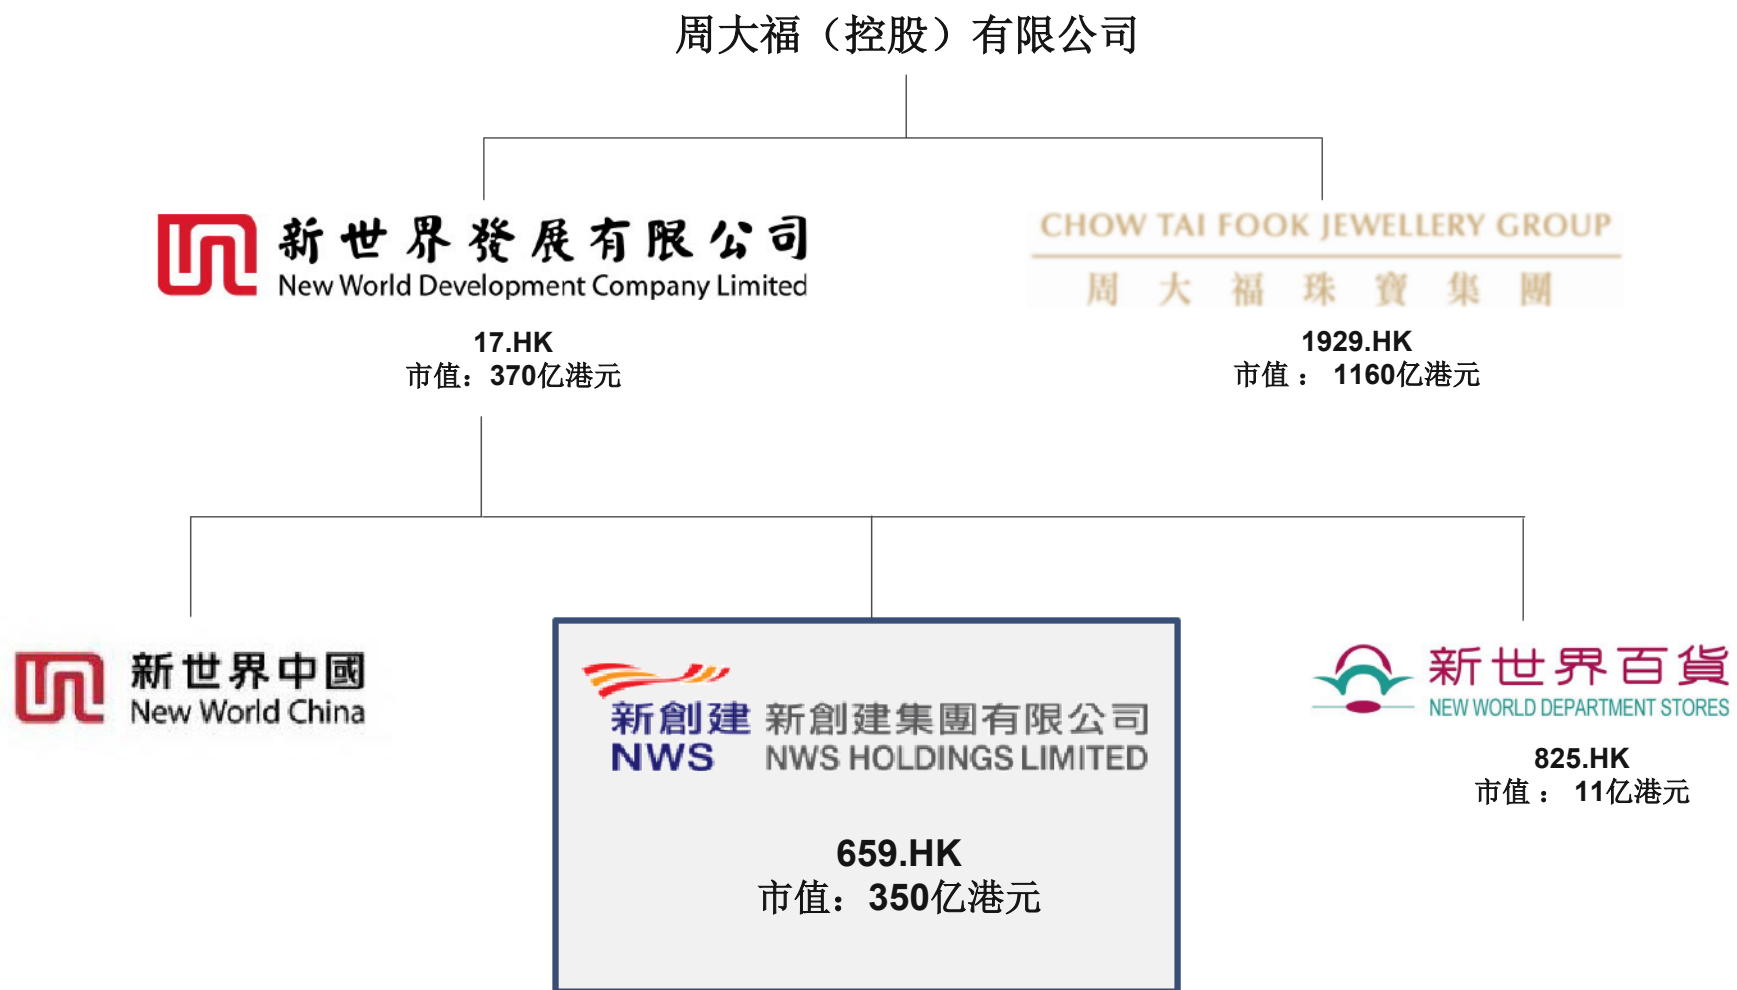 周大福（控股）有限公司
新世界發展有限公司
New World Development Company Limited
17.HK
市值：370亿港元
CHOW TAI FOOK JEWELLERY GROUP
周大福珠寶集團
1929.HK
市值 ： 1160亿港元
新世界中國
New World China
新創建
NWS
新創建集團有限公司
NWS HOLDINGS LIMITED
659.HK
市值：350亿港元
新世界百貨
NEW WORLD DEPARTMENT STORES
825.HK
市值 ： 11亿港元